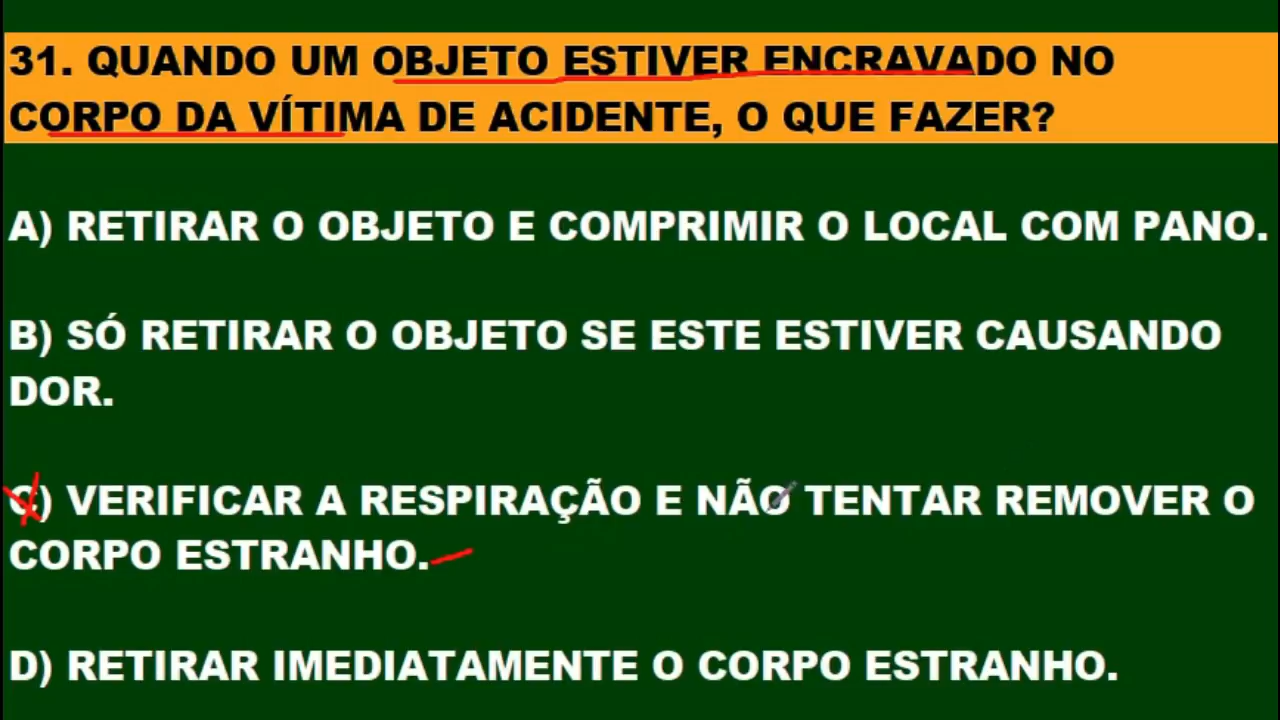 31. QUANDO UM OBJETO ESTIVER ENCRAVADO NO
CORPO DA VÍTIMA DE ACIDENTE, O QUE FAZER?
A) RETIRAR O OBJETO E COMPRIMIR O LOCAL COM PANO.
B) SÓ RETIRAR O OBJETO SE ESTE ESTIVER CAUSANDO
DOR.
C) VERIFICAR A RESPIRAÇÃO E NÃO TENTAR REMOVER O
CORPO ESTRANHO.
D) RETIRAR IMEDIATAMENTE O CORPO ESTRANHO.